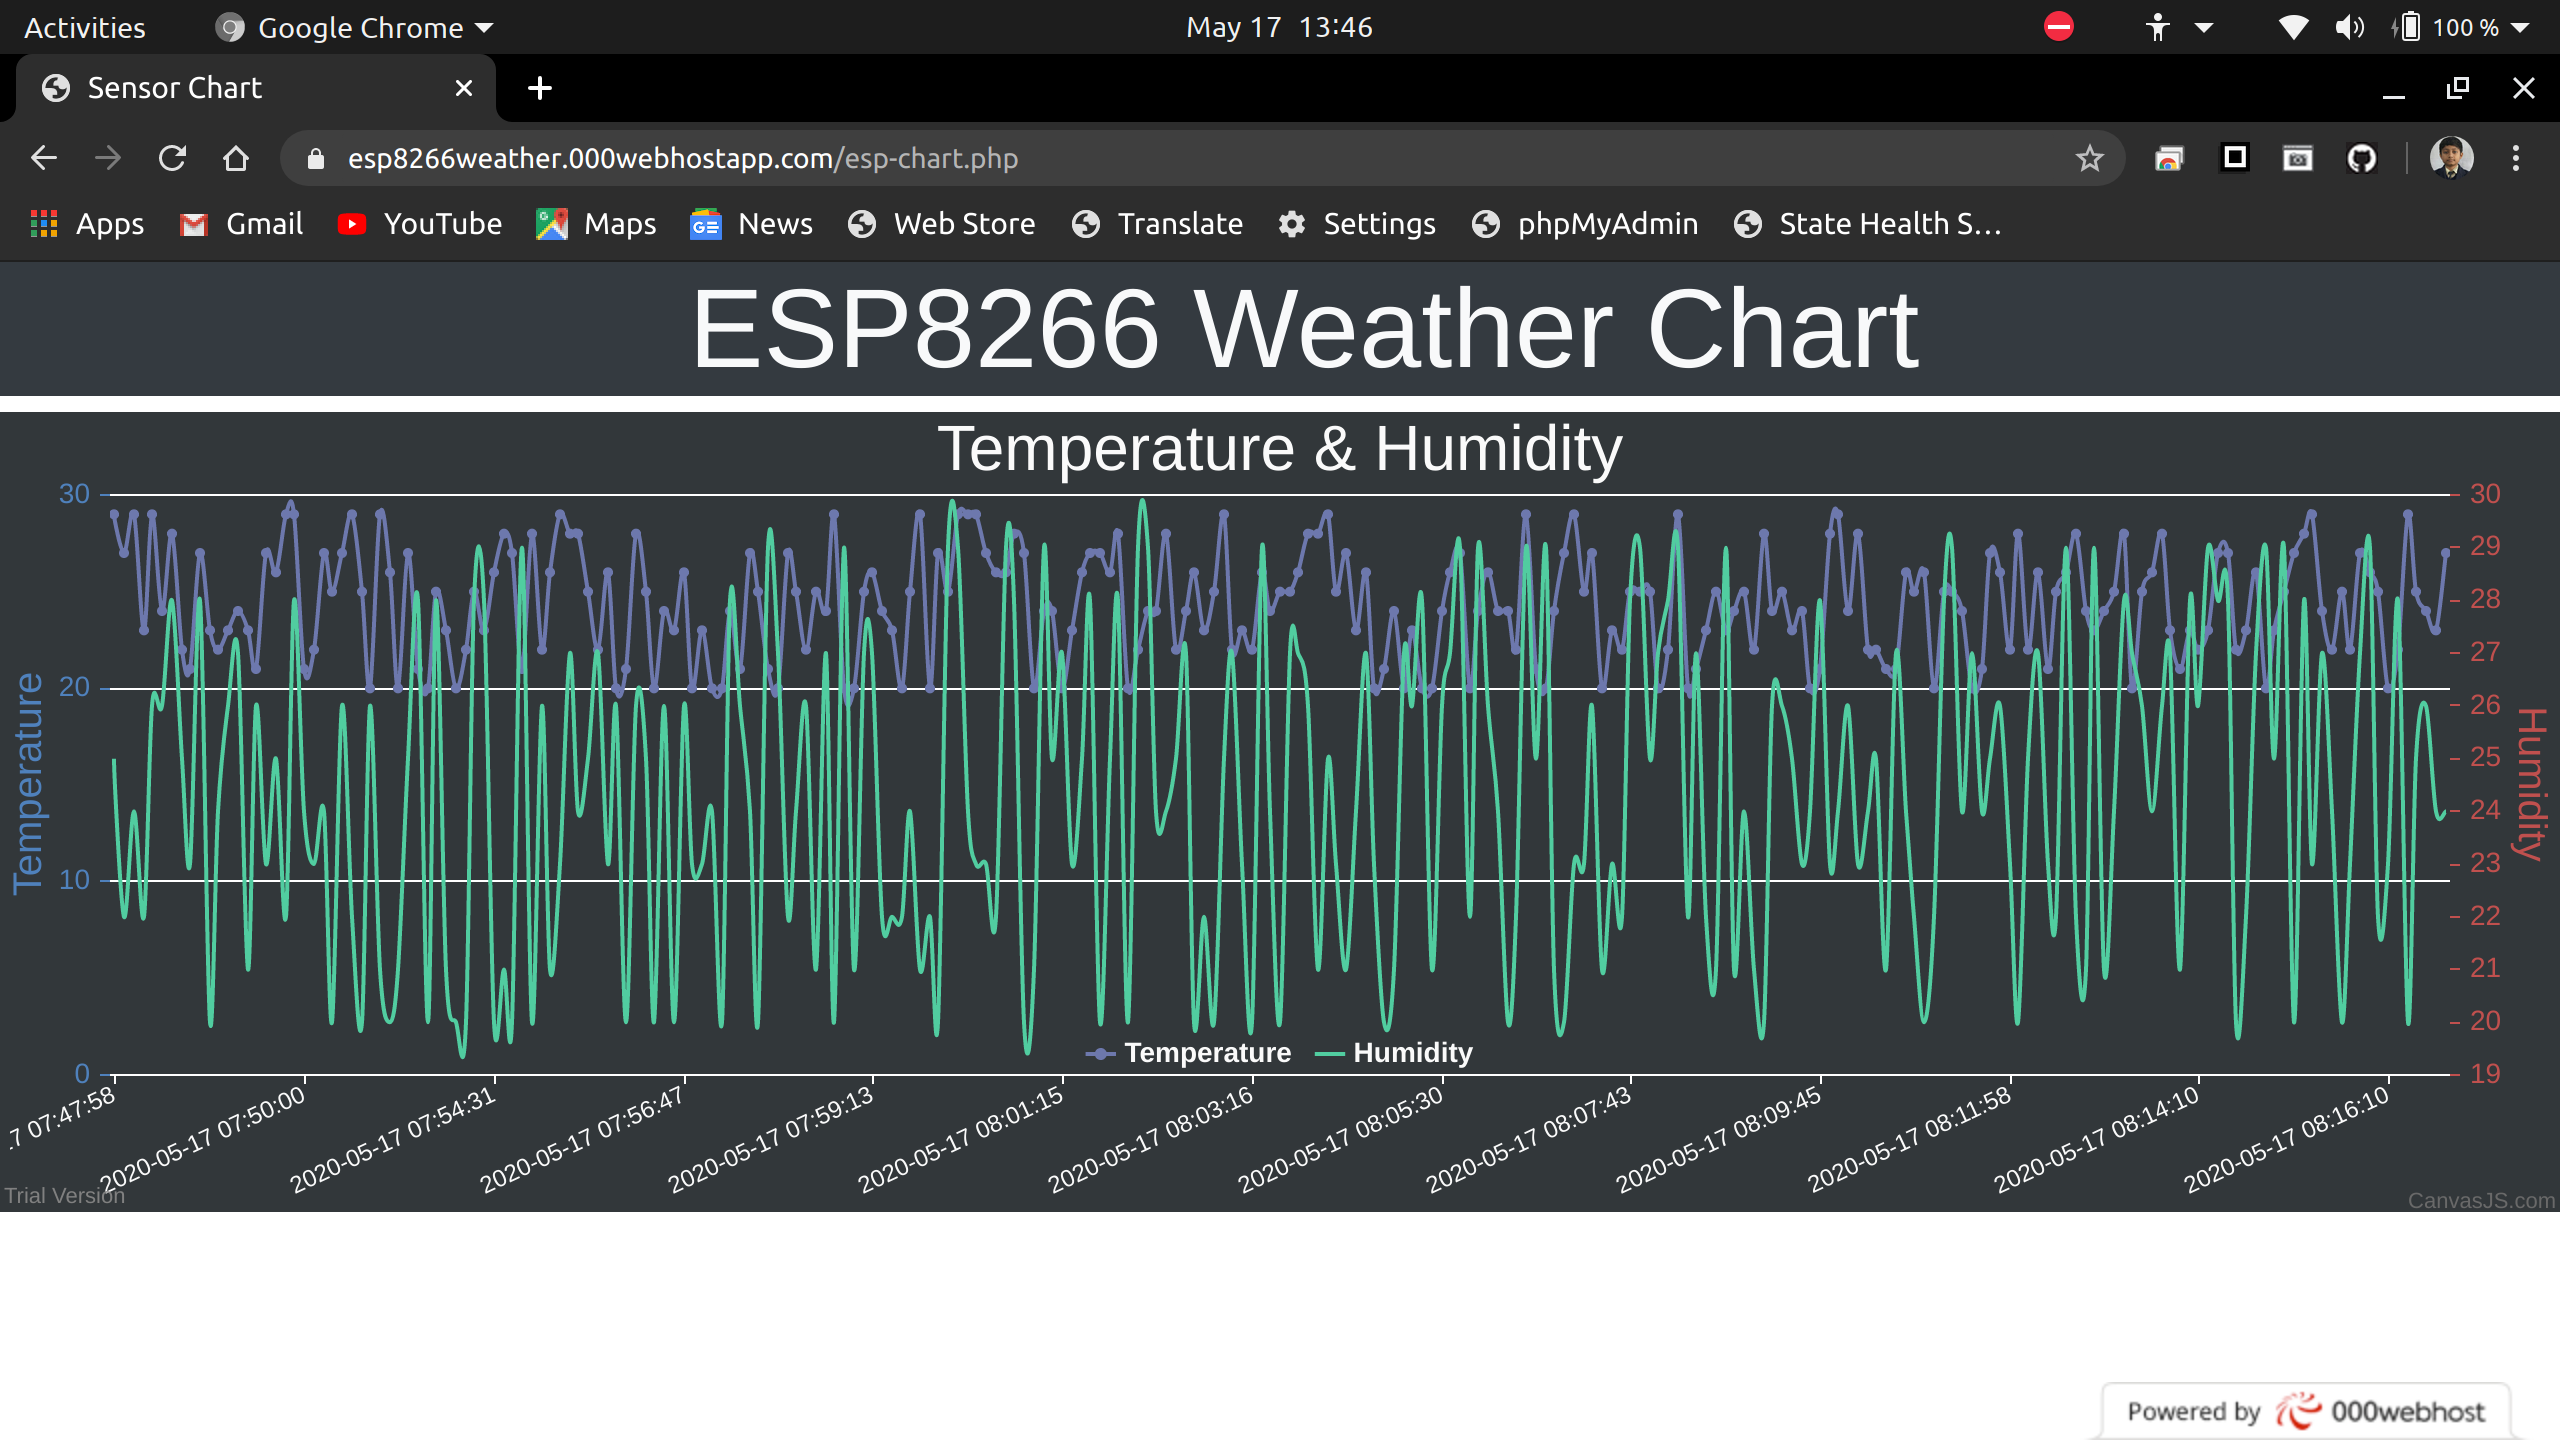 Activities Google Chrome May 17 13:46 100 %
Sensor Chart
esp8266weather.000webhostapp.com/esp-chart.php
Apps Gmail YouTube Maps News Web Store Translate Settings phpMyAdmin State Health S…
ESP8266 Weather Chart
Temperature & Humidity
Temperature
30
20
10
0
Humidity
30
29
28
27
26
25
24
23
22
21
20
19
Temperature Humidity
7 07:47:58
2020-05-17 07:50:00
2020-05-17 07:54:31
2020-05-17 07:56:47
2020-05-17 07:59:13
2020-05-17 08:01:15
2020-05-17 08:03:16
2020-05-17 08:05:30
2020-05-17 08:07:43
2020-05-17 08:09:45
2020-05-17 08:11:58
2020-05-17 08:14:10
2020-05-17 08:16:10
Trial Version
CanvasJS.com
Powered by 000webhost